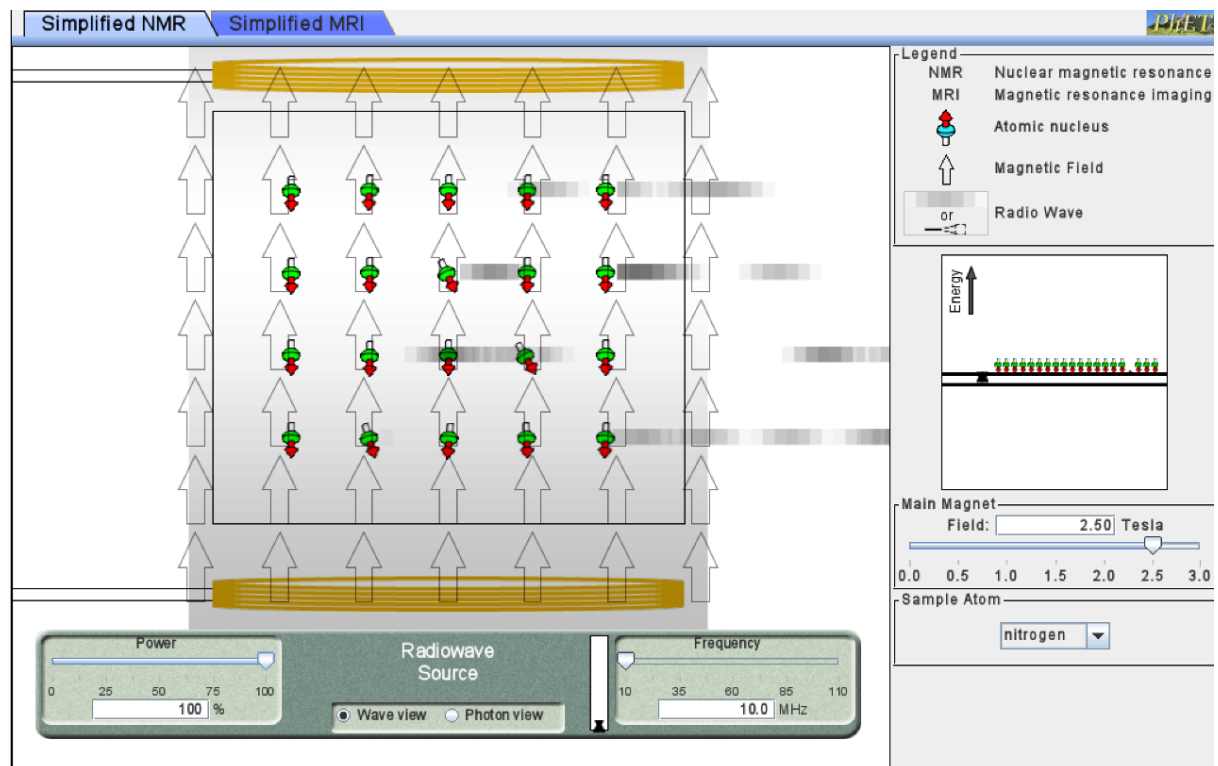 Simplified NMR
Simplified MRI
PhET
Legend
NMR Nuclear magnetic resonance
MRI Magnetic resonance imaging
Atomic nucleus
Magnetic Field
or
Radio Wave
Energy
Main Magnet
Field: 2.50 Tesla
0.0 0.5 1.0 1.5 2.0 2.5 3.0
Sample Atom
nitrogen
Power
0 25 50 75 100
100 %
Radiowave
Source
Wave view Photon view
Frequency
10 35 60 85 110
10.0 MHz